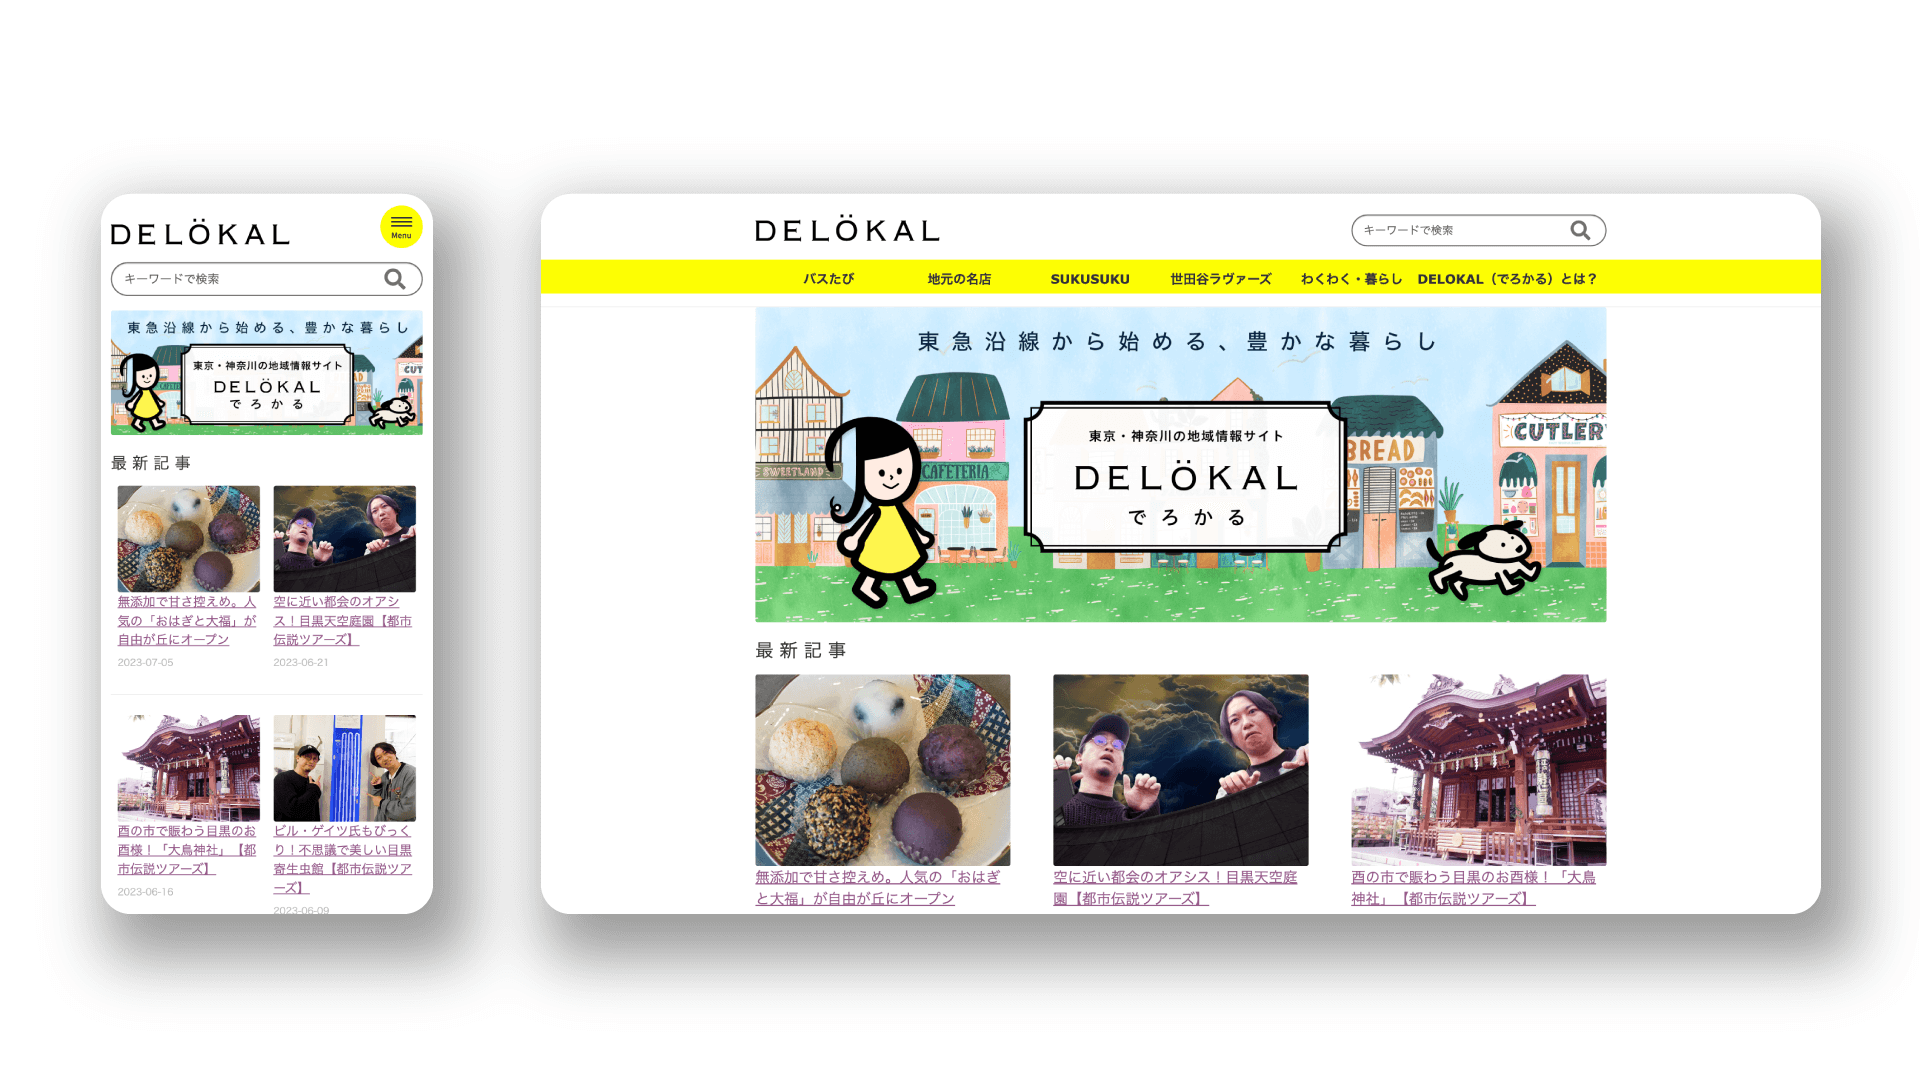 DELÖKAL
Menu
キーワードで検索
東急沿線から始める、豊かな暮らし
東京・神奈川の地域情報サイト
DELÖKAL
でろかる
CUT
最新記事
無添加で甘さ控えめ。人
気の「おはぎと大福」が
自由が丘にオープン
2023-07-05
空に近い都会のオアシ
ス！目黒天空庭園【都市
伝説ツアーズ】
2023-06-21
酉の市で賑わう目黒のお
酉様！「大鳥神社」【都
市伝説ツアーズ】
2023-06-16
ビル・ゲイツ氏もびっく
り！不思議で美しい目黒
寄生虫館【都市伝説ツア
ーズ】
2023-06-09
DELÖKAL
キーワードで検索
バスたび
地元の名店
SUKUSUKU
世田谷ラヴァーズ
わくわく・暮らし
DELOKAL（でろかる）とは？
東急沿線から始める、豊かな暮らし
SWEETLAND
CAFETERIA
東京・神奈川の地域情報サイト
DELÖKAL
でろかる
BREAD
CUTLER
最新記事
無添加で甘さ控えめ。人気の「おはぎ
と大福」が自由が丘にオープン
空に近い都会のオアシス！目黒天空庭
園【都市伝説ツアーズ】
酉の市で賑わう目黒のお酉様！「大鳥
神社」【都市伝説ツアーズ】